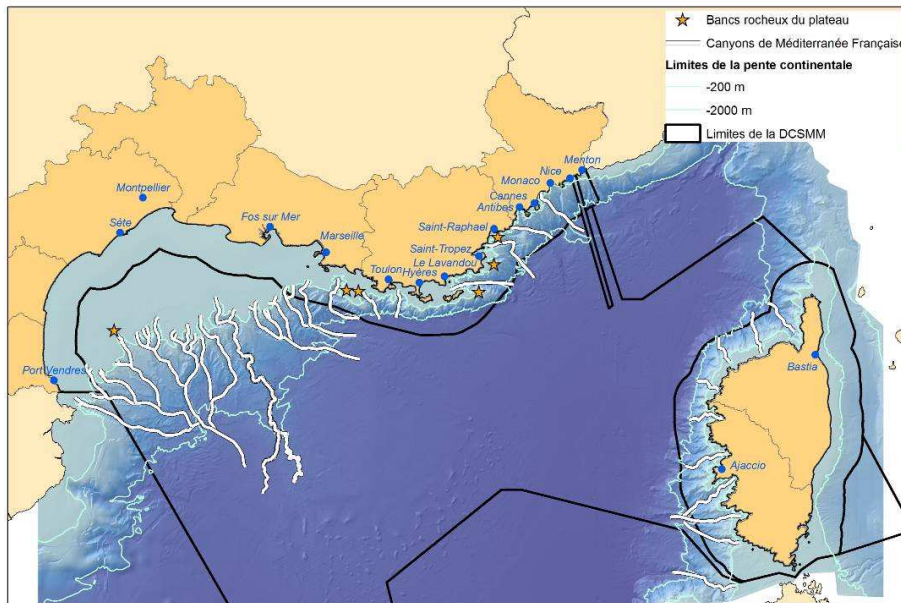 Bancs rocheux du plateau
Canyons de Méditerranée Française
Limites de la pente continentale
-200 m
-2000 m
Limites de la DCSMM
Menton
Nice
Monaco
Cannes
Antibes
Montpellier
Sète
Fos sur Mer
Marseille
Saint-Raphael
Saint-Tropez
Le Lavandou
Toulon
Hyères
Port Vendres
Bastia
Ajaccio